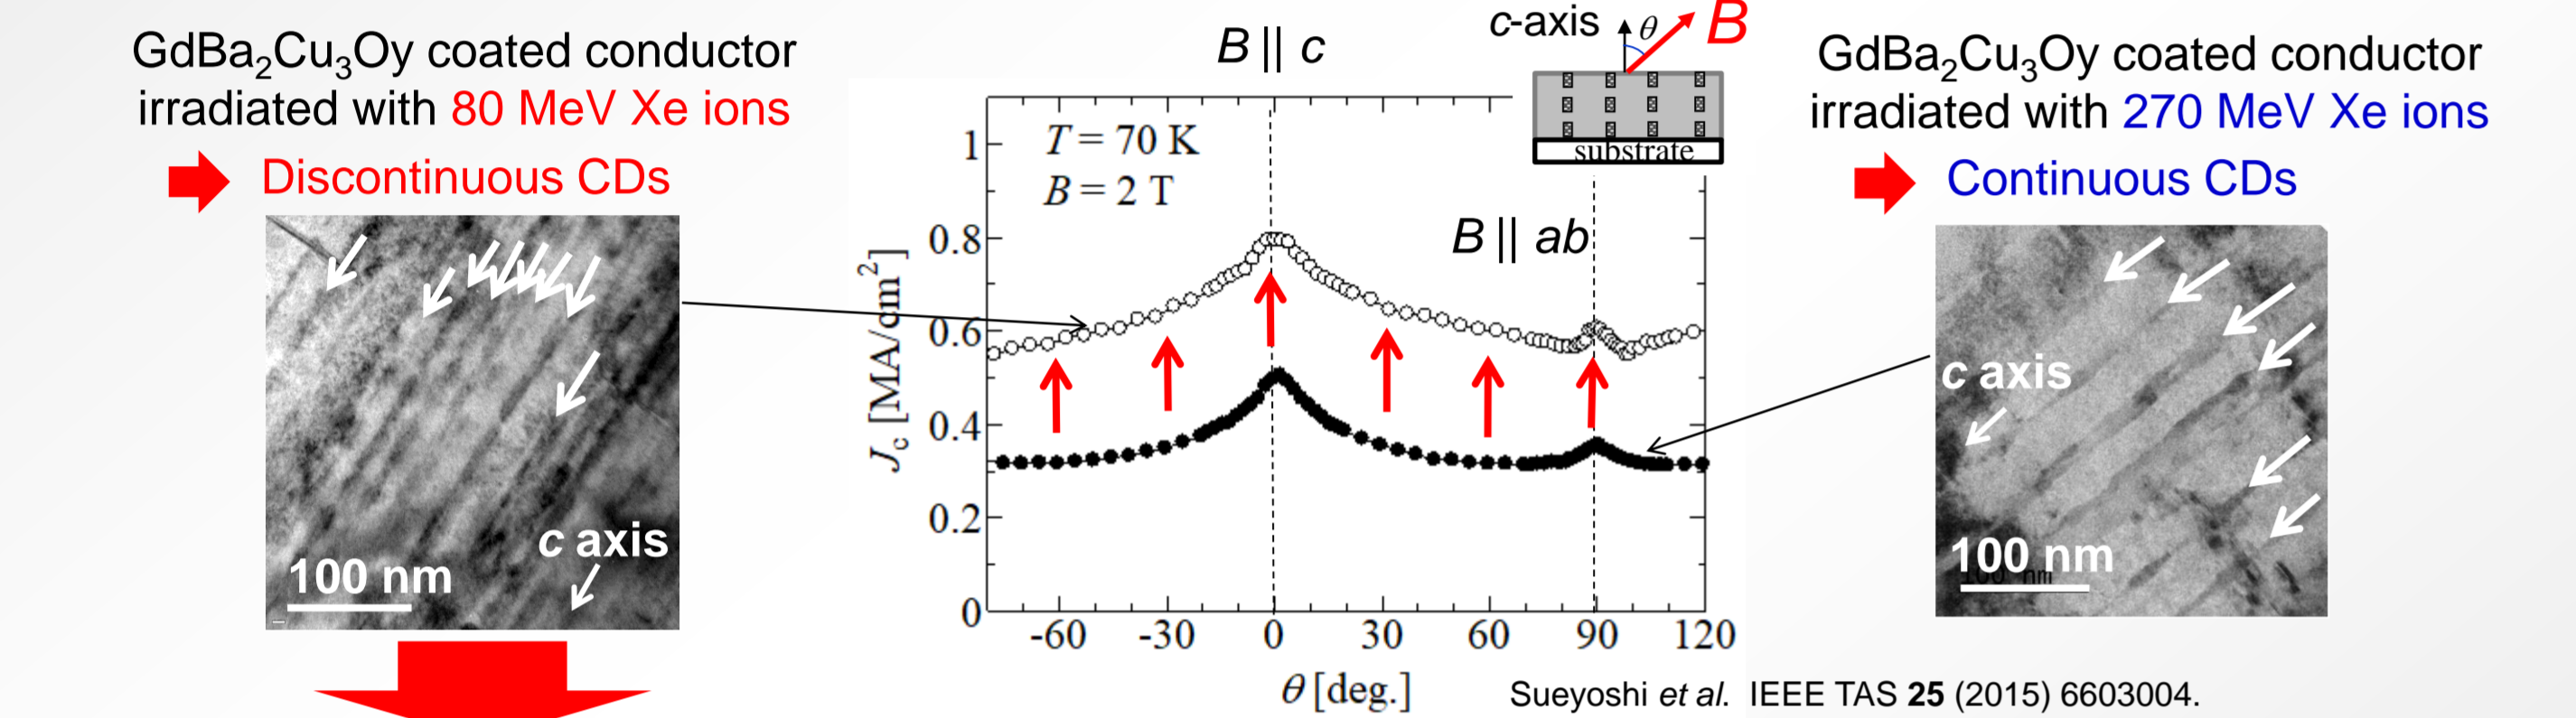 GdBa₂Cu₃Oy coated conductor
irradiated with 80 MeV Xe ions
Discontinuous CDs
c axis
100 nm
B || c
c-axis
θ
B
substrate
T = 70 K
B = 2 T
B || ab
Jc [MA/cm²]
1
0.8
0.6
0.4
0.2
0
-60 -30 0 30 60 90 120
θ [deg.]
GdBa₂Cu₃Oy coated conductor
irradiated with 270 MeV Xe ions
Continuous CDs
c axis
100 nm
100 nm
Sueyoshi et al. IEEE TAS 25 (2015) 6603004.